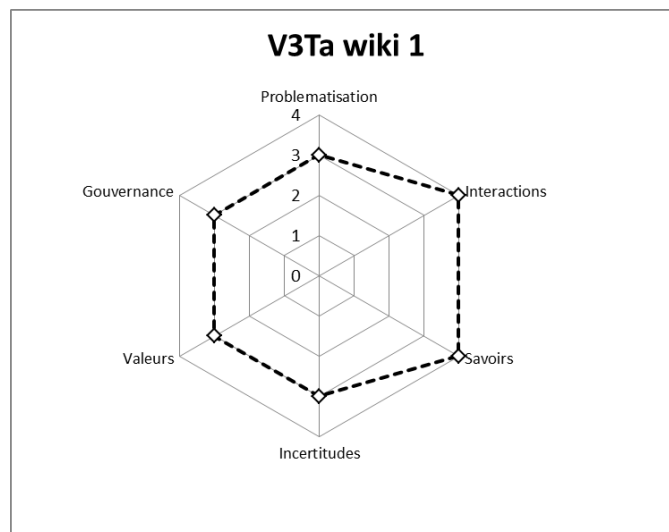 V3Ta wiki 1
Problematisation
4
3
2
1
0
Gouvernance
Interactions
Valeurs
Savoirs
Incertitudes